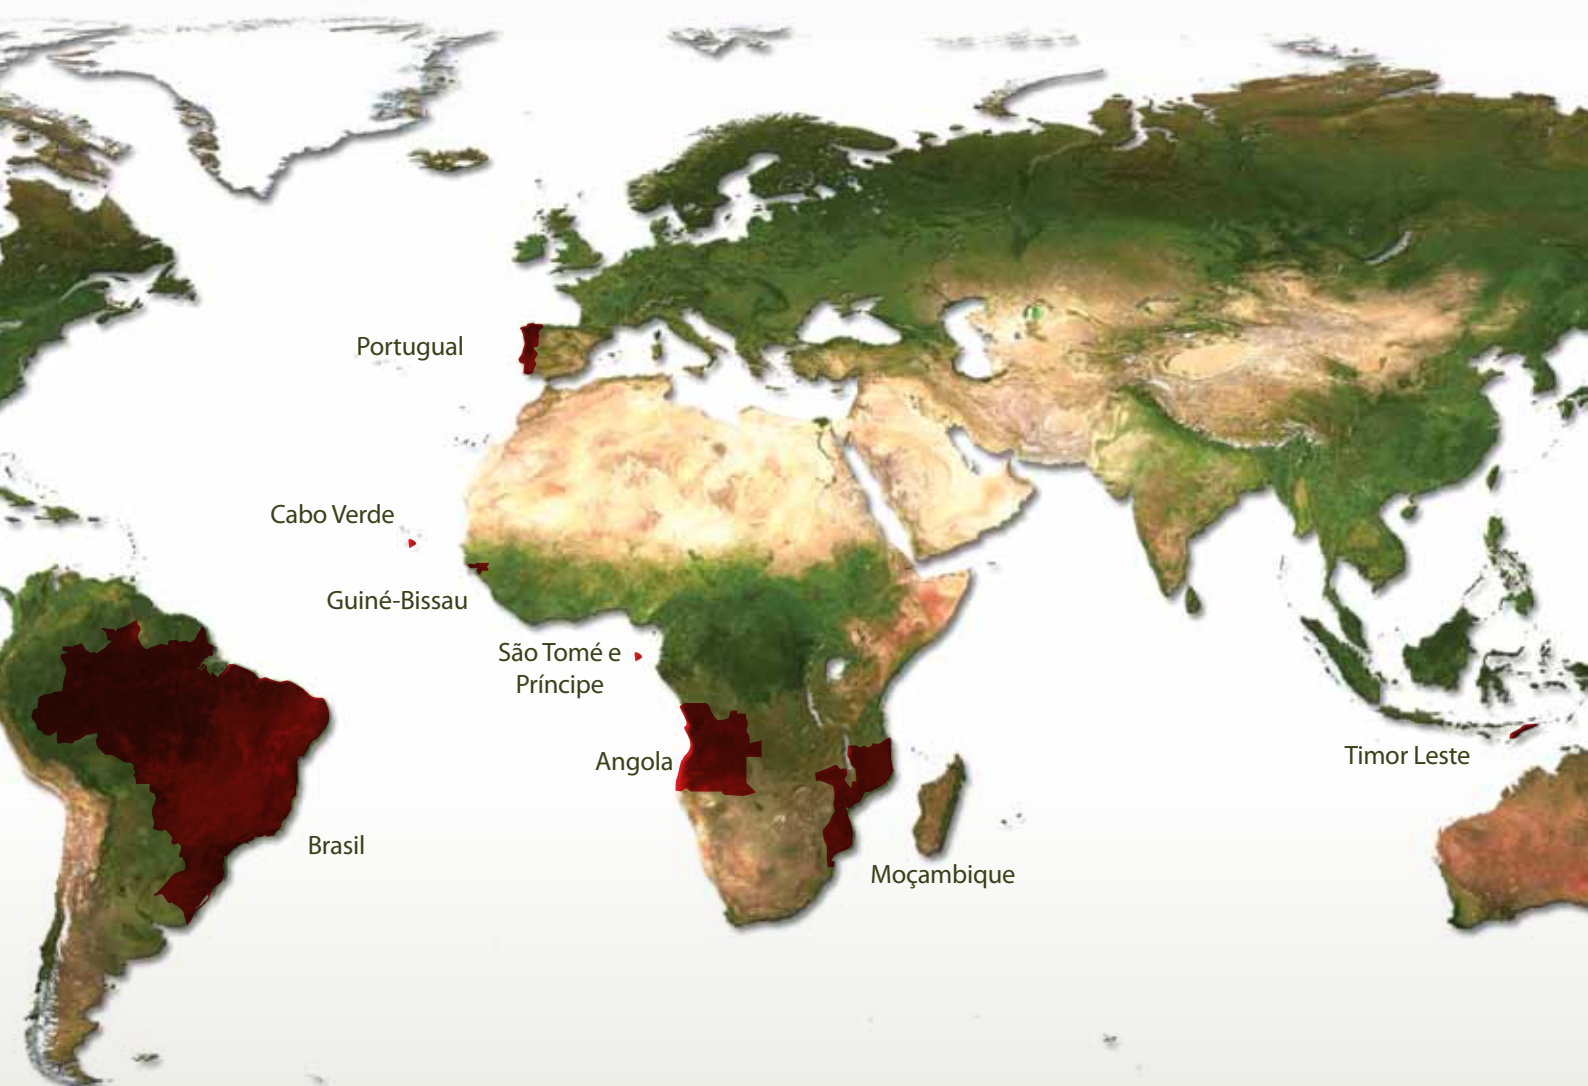 Portugual
Cabo Verde
Guiné-Bissau
São Tomé e
Príncipe
Angola
Timor Leste
Brasil
Moçambique